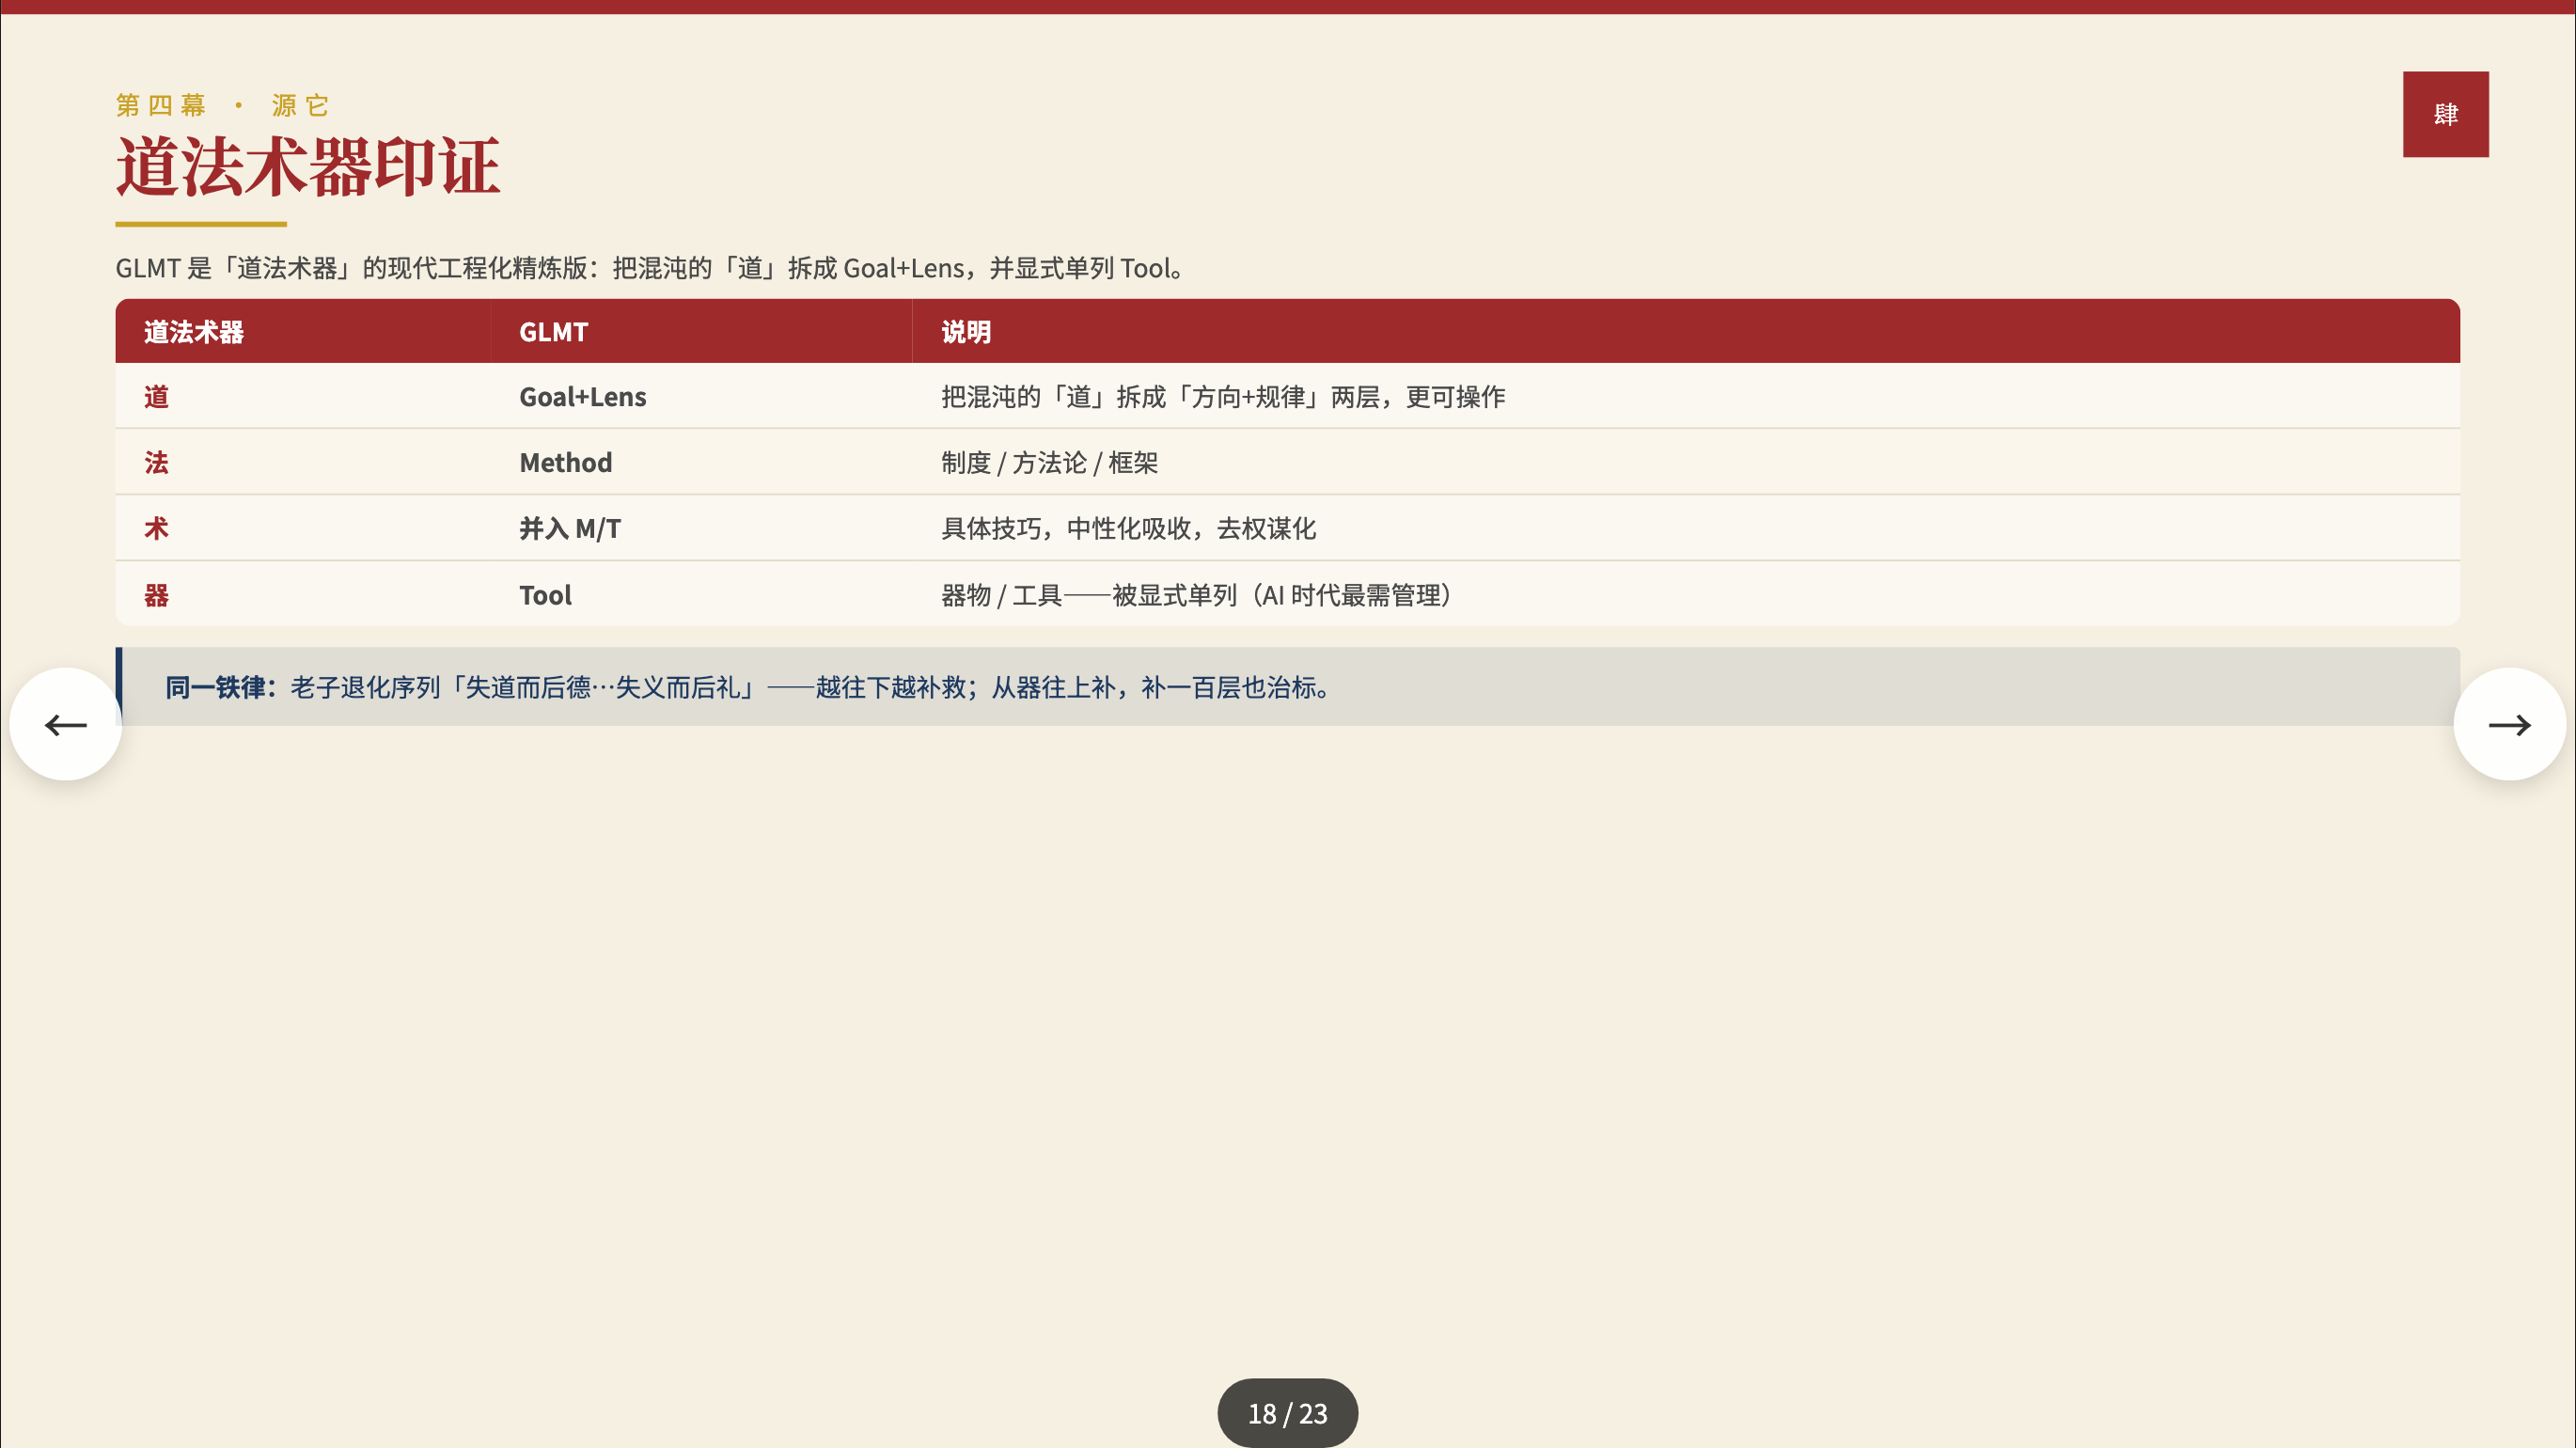 第四幕 · 源它
肆
道法术器印证
GLMT 是「道法术器」的现代工程化精炼版：把混沌的「道」拆成 Goal+Lens，并显式单列 Tool。
道法术器 GLMT 说明
道 Goal+Lens 把混沌的「道」拆成「方向+规律」两层，更可操作
法 Method 制度 / 方法论 / 框架
术 并入 M/T 具体技巧，中性化吸收，去权谋化
器 Tool 器物 / 工具——被显式单列（AI 时代最需管理）
同一铁律：老子退化序列「失道而后德…失义而后礼」——越往下越补救；从器往上补，补一百层也治标。
← →
18 / 23